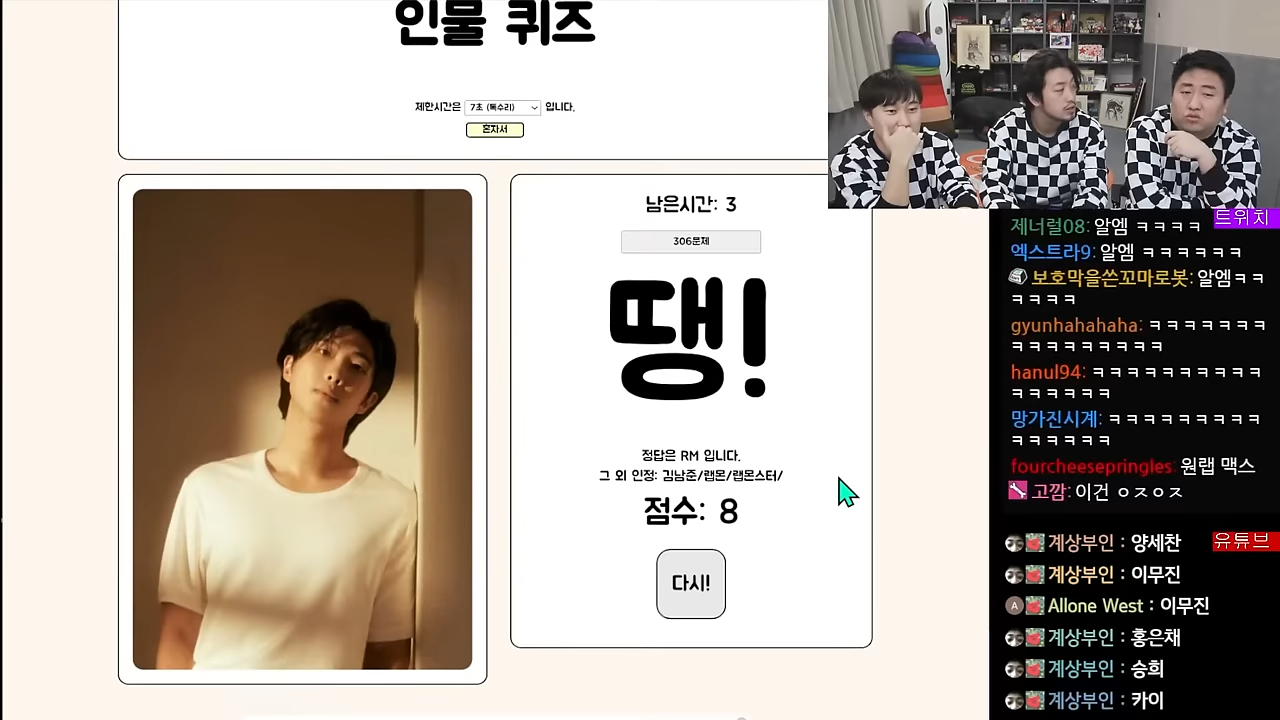 인물 퀴즈
제한시간은 7초 (독수리) 입니다.
혼자서
남은시간: 3
306문제
땡!
정답은 RM 입니다.
그 외 인정: 김남준/랩몬/랩몬스터/
점수: 8
다시!
트위치
제너럴08: 알엠 ㅋㅋㅋㅋ
엑스트라9: 알엠 ㅋㅋㅋㅋㅋㅋ
보호막을쓴꼬마로봇: 알엠ㅋㅋ
ㅋㅋㅋㅋ
gyunhahahaha: ㅋㅋㅋㅋㅋㅋㅋ
ㅋㅋㅋㅋㅋㅋㅋㅋㅋ
hanul94: ㅋㅋㅋㅋㅋㅋㅋㅋㅋㅋ
ㅋㅋㅋㅋㅋㅋ
망가진시계: ㅋㅋㅋㅋㅋㅋㅋㅋㅋ
ㅋㅋㅋㅋㅋㅋ
fourcheesepringles: 원랩 맥스
고깜: 이건 ㅇㅈㅇㅈ
유튜브
계상부인 : 양세찬
계상부인 : 이무진
A Allone West : 이무진
계상부인 : 홍은채
계상부인 : 승희
계상부인 : 카이